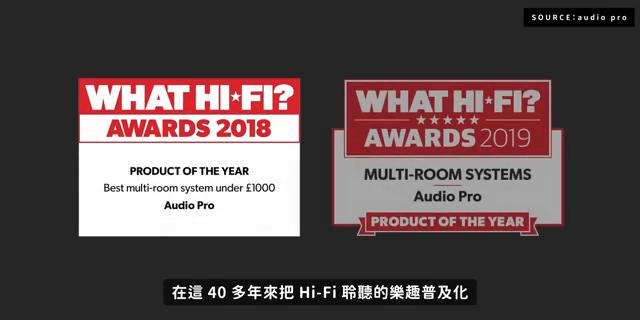 SOURCE:audio pro
WHAT HI★FI?
AWARDS 2018
PRODUCT OF THE YEAR
Best multi-room system under £1000
Audio Pro
WHAT HI★FI?
★★★★★
AWARDS 2019
MULTI-ROOM SYSTEMS
Audio Pro
PRODUCT OF THE YEAR
在這 40 多年來把 Hi-Fi 聆聽的樂趣普及化